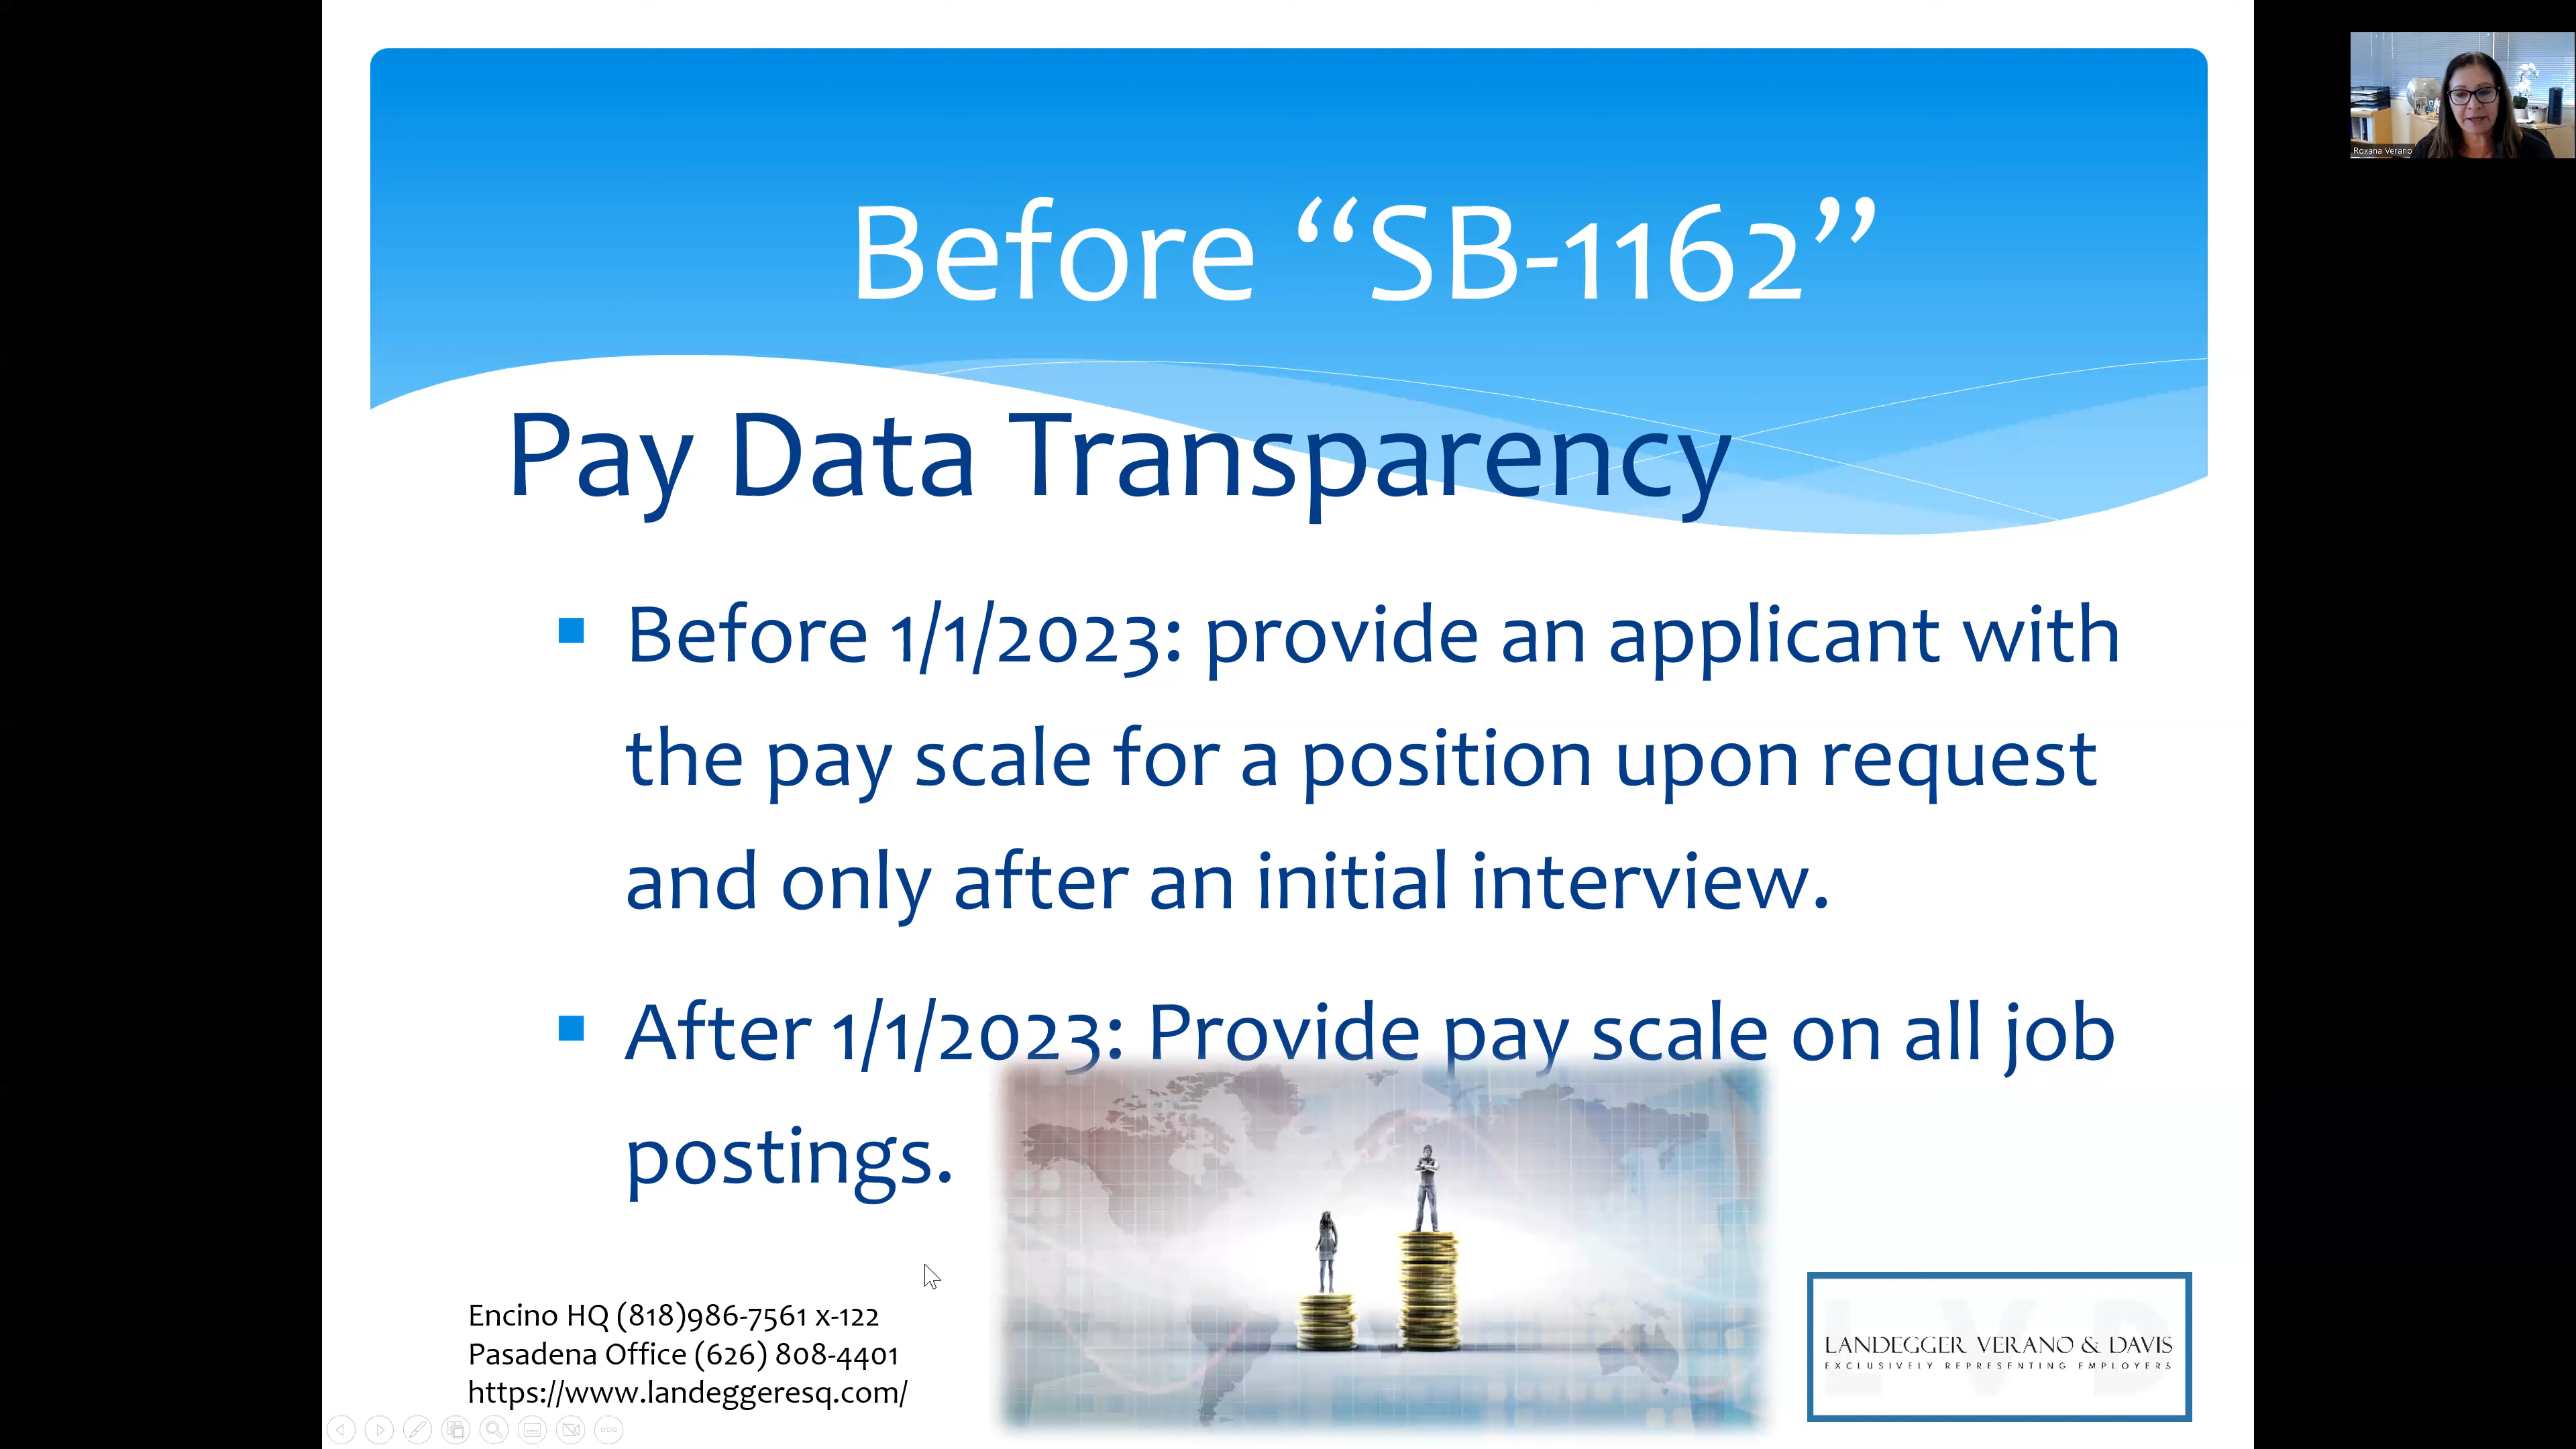 Before “SB-1162”
Pay Data Transparency
▪ Before 1/1/2023: provide an applicant with
the pay scale for a position upon request
and only after an initial interview.
▪ After 1/1/2023: Provide pay scale on all job
postings.
Encino HQ (818)986-7561 x-122
Pasadena Office (626) 808-4401
https://www.landeggeresq.com/
LVD
LANDEGGER VERANO & DAVIS
EXCLUSIVELY REPRESENTING EMPLOYERS
Roxana Verano